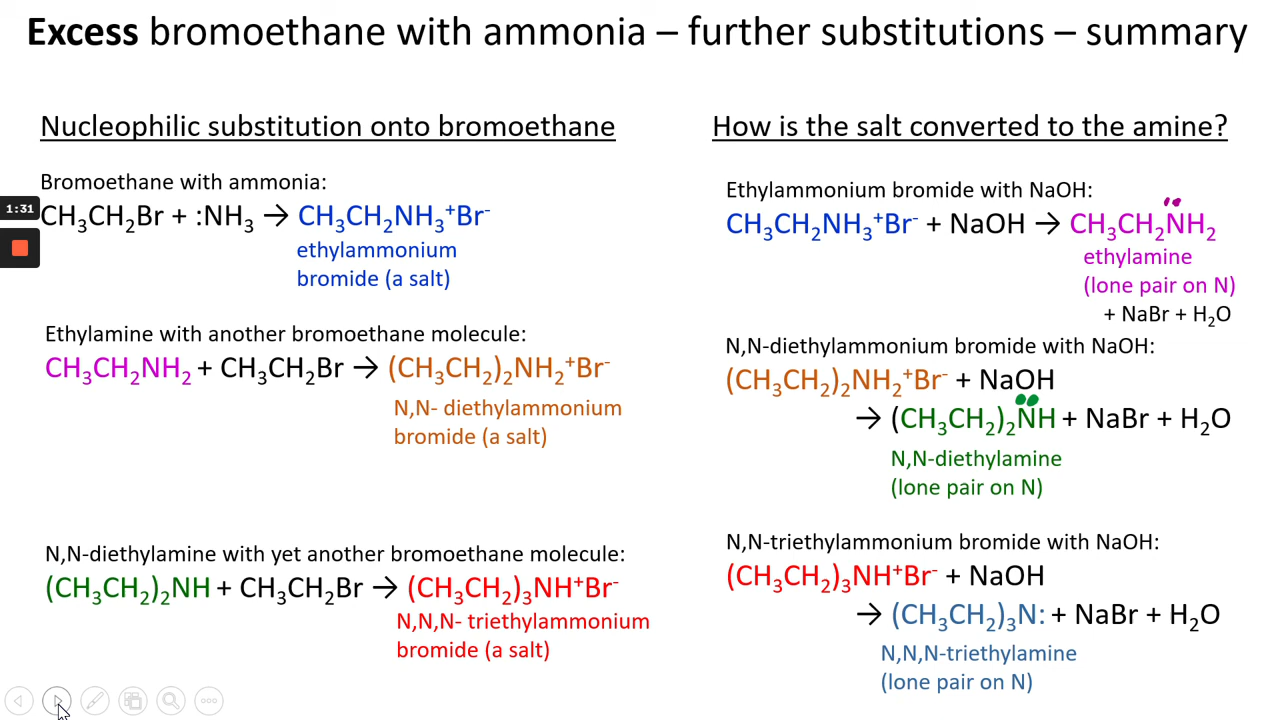 Excess bromoethane with ammonia – further substitutions – summary
Nucleophilic substitution onto bromoethane
Bromoethane with ammonia:
1:31
CH₃CH₂Br + :NH₃ → CH₃CH₂NH₃⁺Br⁻
ethylammonium
bromide (a salt)
Ethylamine with another bromoethane molecule:
CH₃CH₂NH₂ + CH₃CH₂Br → (CH₃CH₂)₂NH₂⁺Br⁻
N,N- diethylammonium
bromide (a salt)
N,N-diethylamine with yet another bromoethane molecule:
(CH₃CH₂)₂NH + CH₃CH₂Br → (CH₃CH₂)₃NH⁺Br⁻
N,N,N- triethylammonium
bromide (a salt)
How is the salt converted to the amine?
Ethylammonium bromide with NaOH:
CH₃CH₂NH₃⁺Br⁻ + NaOH → CH₃CH₂NH₂
ethylamine
(lone pair on N)
+ NaBr + H₂O
N,N-diethylammonium bromide with NaOH:
(CH₃CH₂)₂NH₂⁺Br⁻ + NaOH
→ (CH₃CH₂)₂NH + NaBr + H₂O
N,N-diethylamine
(lone pair on N)
N,N-triethylammonium bromide with NaOH:
(CH₃CH₂)₃NH⁺Br⁻ + NaOH
→ (CH₃CH₂)₃N: + NaBr + H₂O
N,N,N-triethylamine
(lone pair on N)